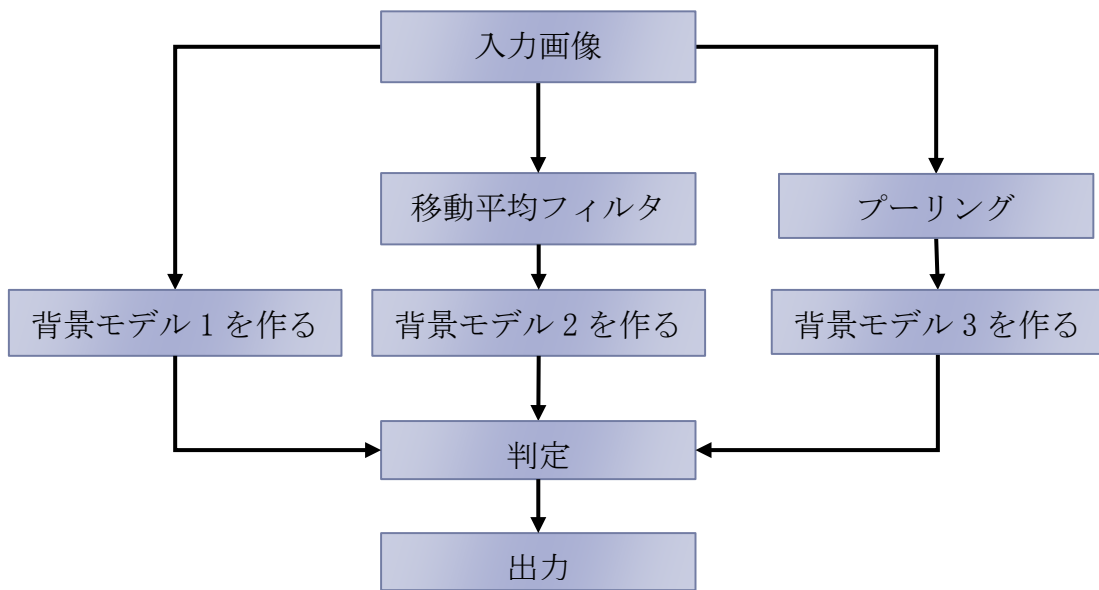 入力画像
移動平均フィルタ
プーリング
背景モデル 1 を作る
背景モデル 2 を作る
背景モデル 3 を作る
判定
出力